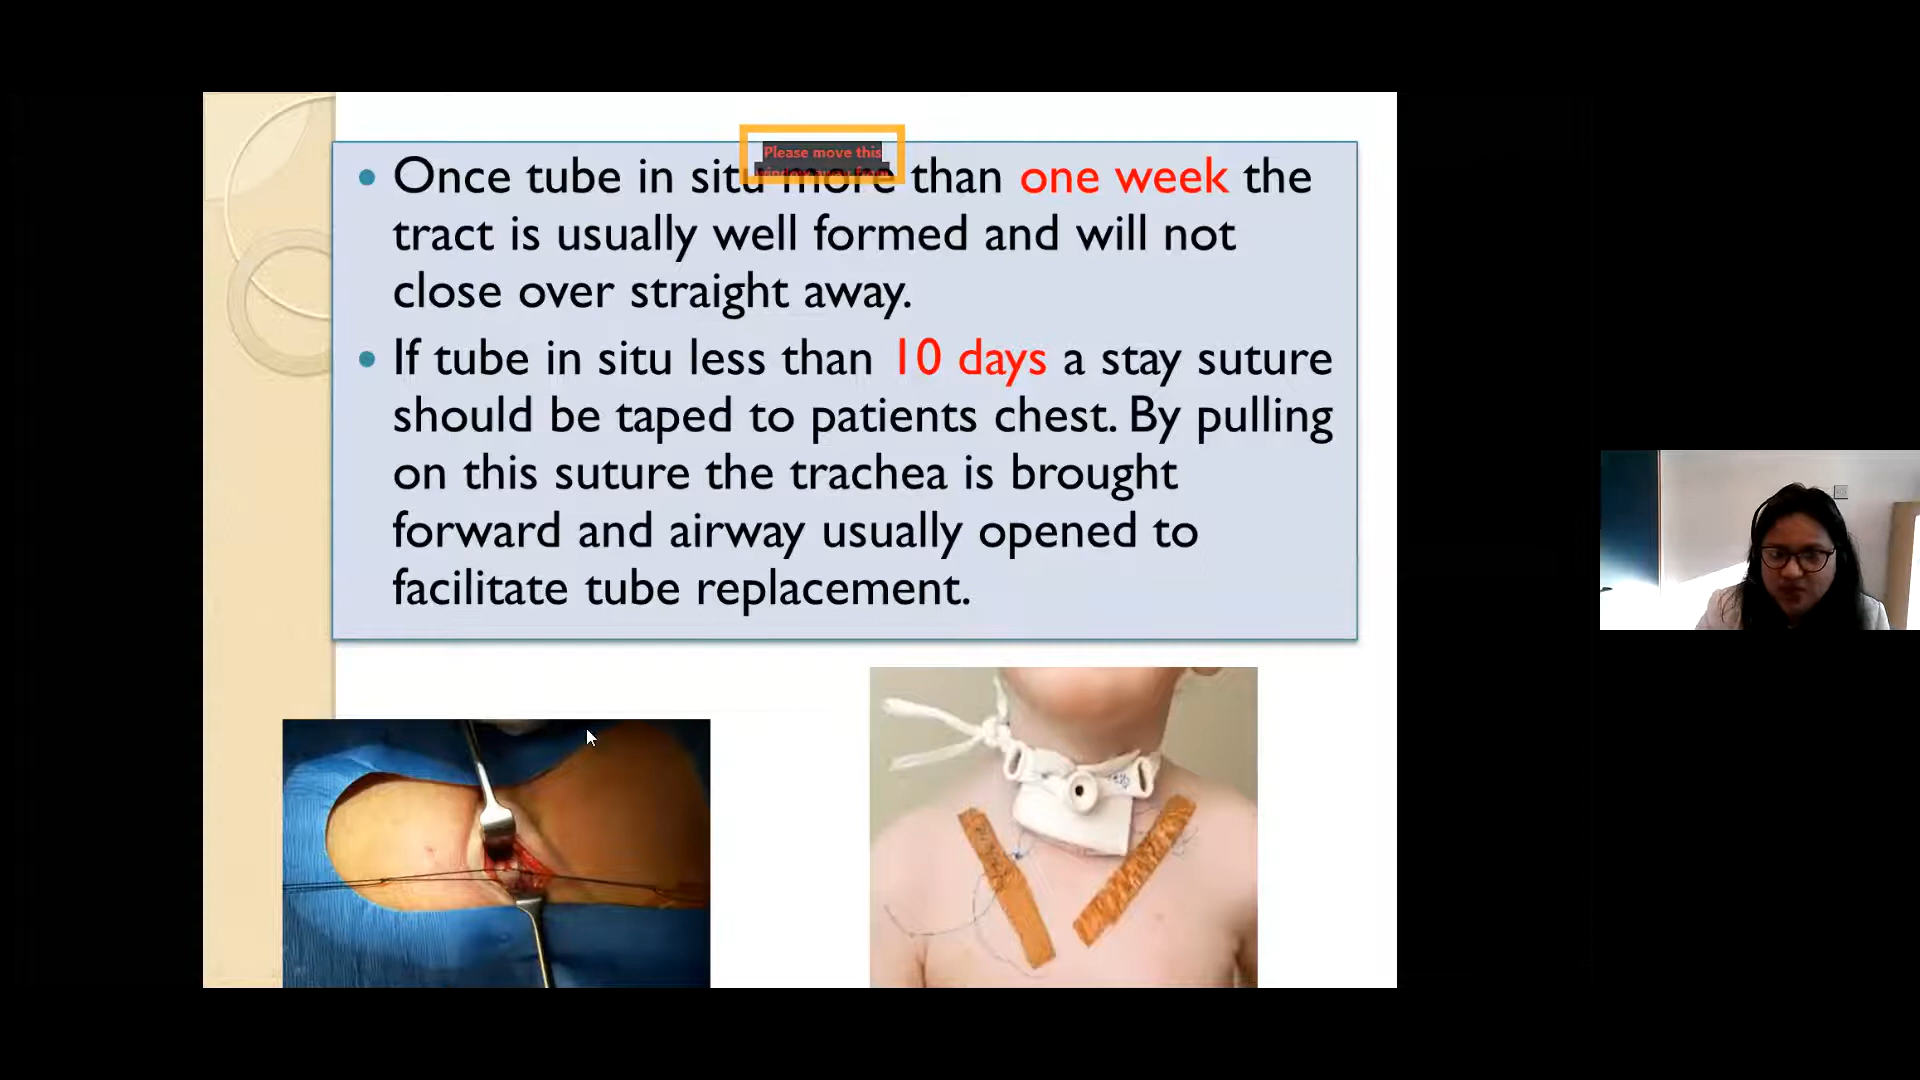 Please move this
Once tube in situ more than one week the
tract is usually well formed and will not
close over straight away.
If tube in situ less than 10 days a stay suture
should be taped to patients chest. By pulling
on this suture the trachea is brought
forward and airway usually opened to
facilitate tube replacement.